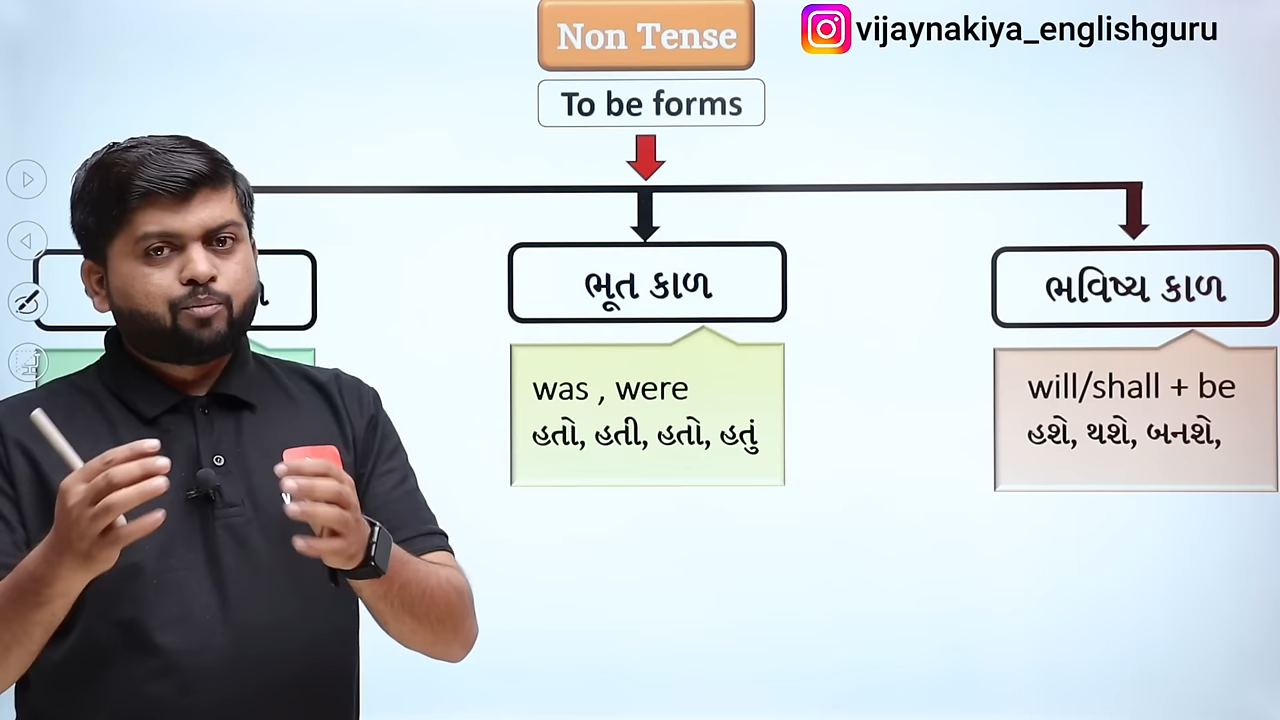 Non Tense
vijaynakiya_englishguru
To be forms
ભૂત કાળ
ભવિષ્ય કાળ
was , were
હતો, હતી, હતો, હતું
will/shall + be
હશે, થશે, બનશે,